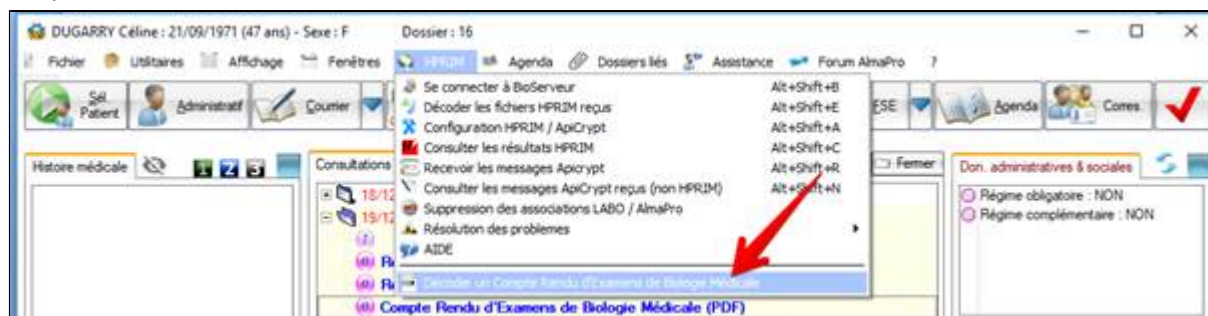 DUGARRY Céline : 21/09/1971 (47 ans) - Sexe : F Dossier : 16
Fichier Utilitaires Affichage Fenêtres HPRIM Agenda Dossiers liés Assistance Forum AlmaPro ?
Sél Patient Administratif Courrier ESE Agenda Corres.
Histoire médicale 1 2 3 Consultations Fermer Don. administratives & sociales
Se connecter à BioServeur Alt+Shift+B
Décoder les fichiers HPRIM reçus Alt+Shift+E
Configuration HPRIM / ApiCrypt Alt+Shift+A
Consulter les résultats HPRIM Alt+Shift+C
Recevoir les messages Apicrypt Alt+Shift+R
Consulter les messages ApiCrypt reçus (non HPRIM) Alt+Shift+N
Suppression des associations LABO / AlmaPro
Résolution des problemes
AIDE
Décoder un Compte Rendu d'Examens de Biologie Médicale
18/12
19/12
Compte Rendu d'Examens de Biologie Médicale (PDF)
Régime obligatoire : NON
Régime complémentaire : NON